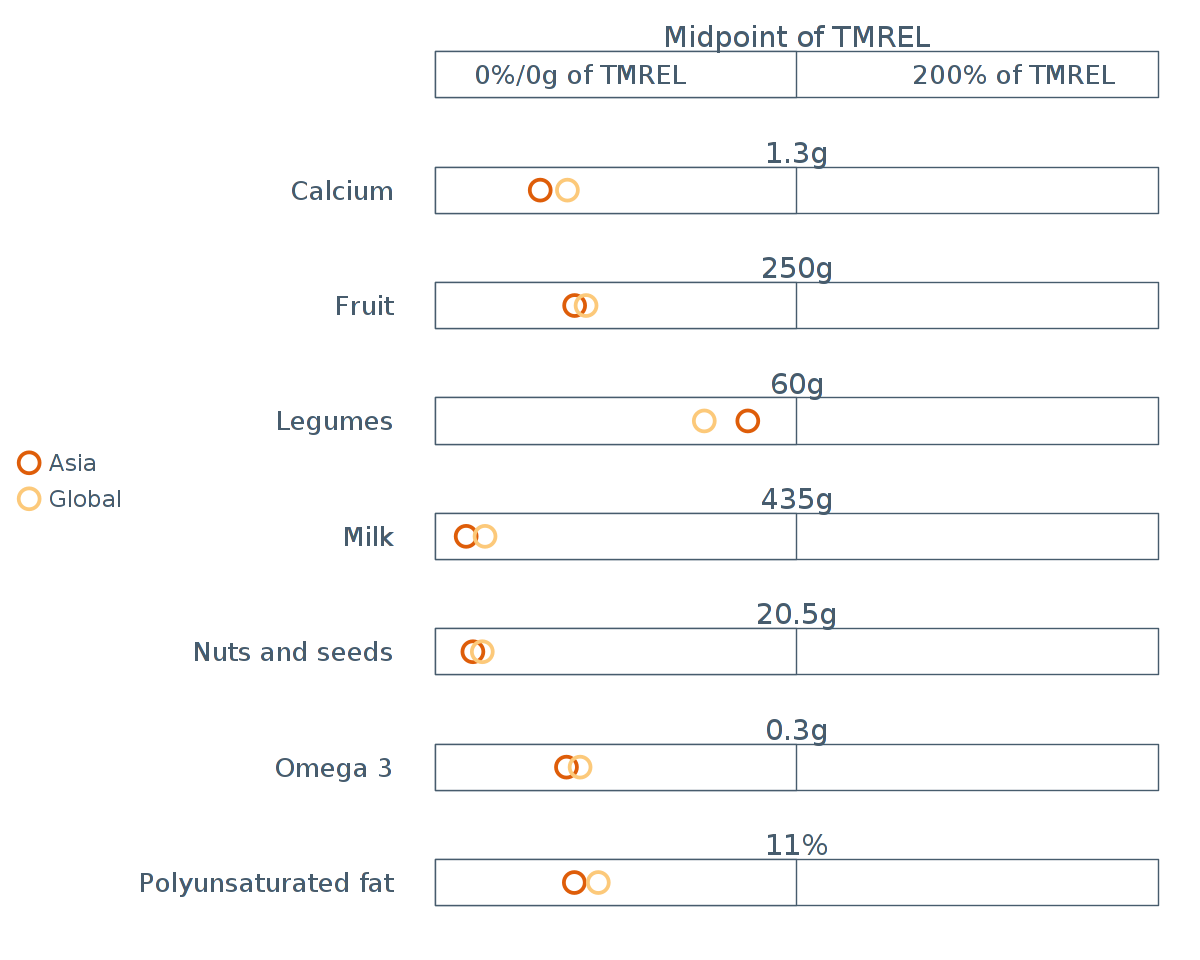 Midpoint of TMREL
0%/0g of TMREL
200% of TMREL
1.3g
Calcium
250g
Fruit
60g
Legumes
Asia
Global
435g
Milk
20.5g
Nuts and seeds
0.3g
Omega 3
11%
Polyunsaturated fat